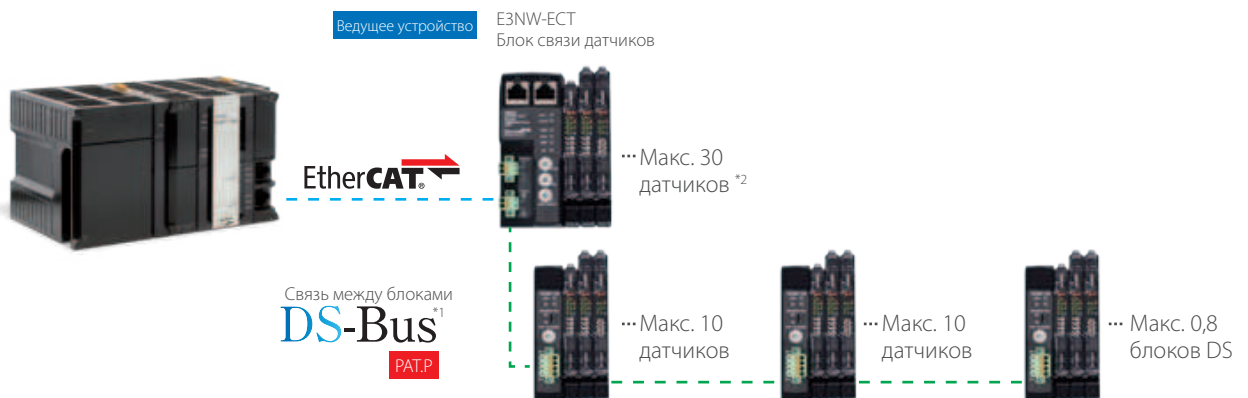 Ведущее устройство
E3NW-ECT
Блок связи датчиков
EtherCAT®
... Макс. 30
датчиков *2
Связь между блоками
DS-Bus*1
PAT.P
... Макс. 10
датчиков
... Макс. 10
датчиков
... Макс. 0,8
блоков DS